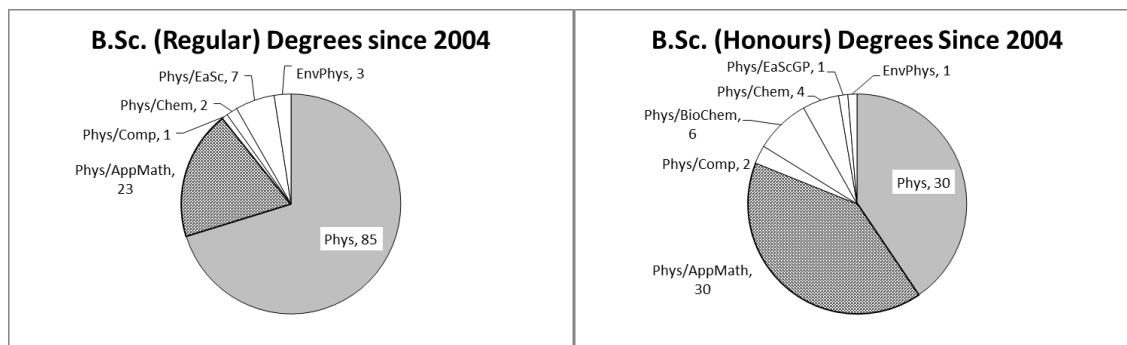 B.Sc. (Regular) Degrees since 2004
Phys/EaSc, 7
EnvPhys, 3
Phys/Chem, 2
Phys/Comp, 1
Phys/AppMath,
23
Phys, 85
B.Sc. (Honours) Degrees Since 2004
Phys/EaScGP, 1
EnvPhys, 1
Phys/Chem, 4
Phys/BioChem,
6
Phys/Comp, 2
Phys, 30
Phys/AppMath,
30